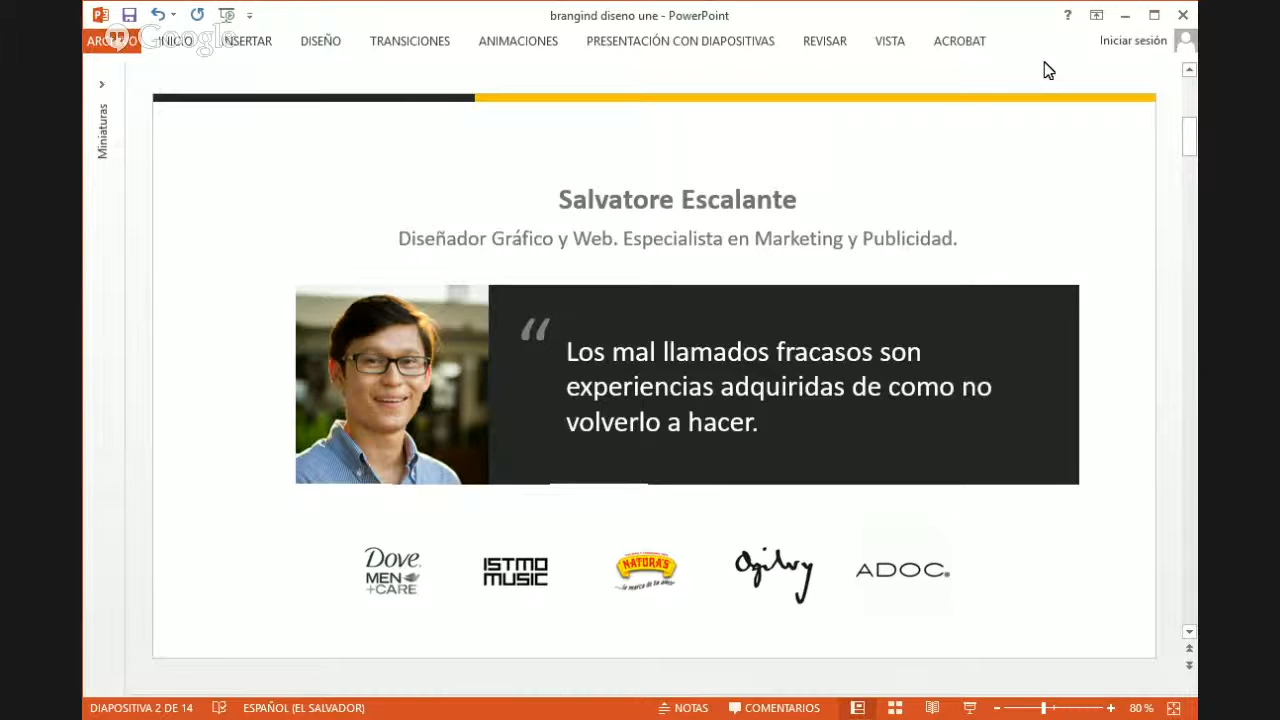 brangind diseno une - PowerPoint
ARCHIVO INICIO INSERTAR DISEÑO TRANSICIONES ANIMACIONES PRESENTACIÓN CON DIAPOSITIVAS REVISAR VISTA ACROBAT Iniciar sesión
Google
Miniaturas
Salvatore Escalante
Diseñador Gráfico y Web. Especialista en Marketing y Publicidad.
“ Los mal llamados fracasos son
experiencias adquiridas de como no
volverlo a hacer.
Dove
MEN
+CARE
ISTMO
MUSIC
NATURA'S
Ogilvy
ADOC®
DIAPOSITIVA 2 DE 14 ESPAÑOL (EL SALVADOR) NOTAS COMENTARIOS 80 %